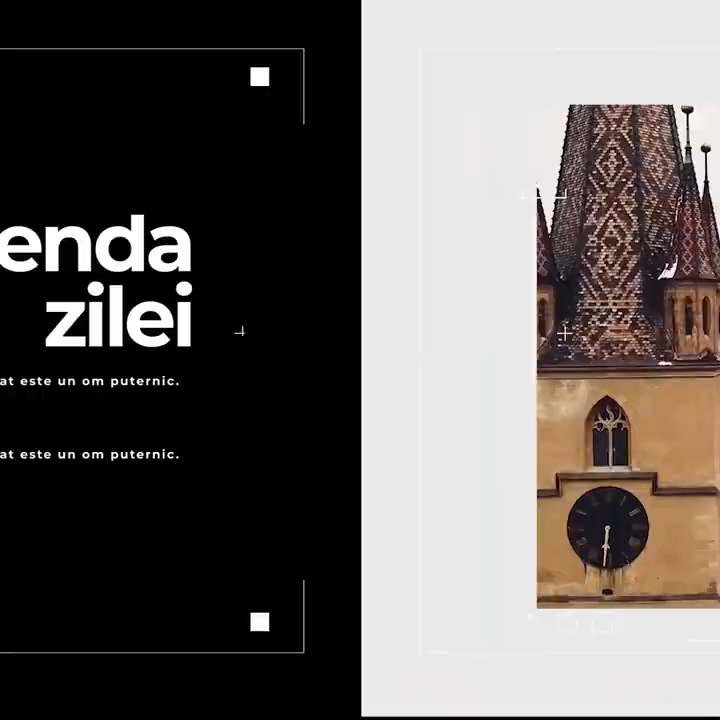 enda
zilei
at este un om puternic.
at este un om puternic.